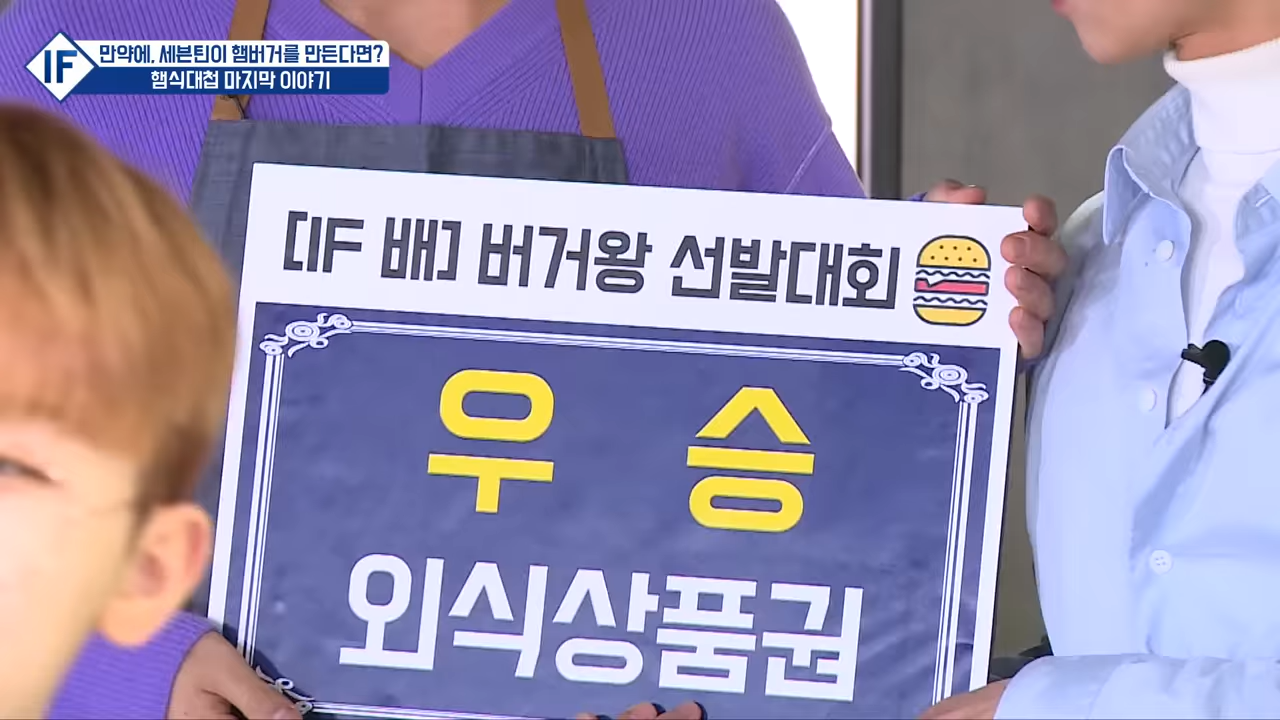 IF
만약에, 세븐틴이 햄버거를 만든다면?
햄식대첩 마지막 이야기
[IF 배] 버거왕 선발대회
우 승
외식상품권